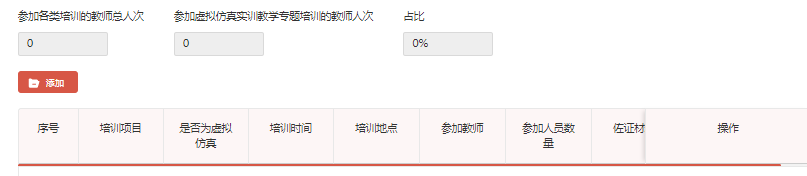 参加各类培训的教师总人次 参加虚拟仿真实训教学专题培训的教师人次 占比
0 0 0%
添加
序号 培训项目 是否为虚拟仿真 培训时间 培训地点 参加教师 参加人员数量 佐证材 操作